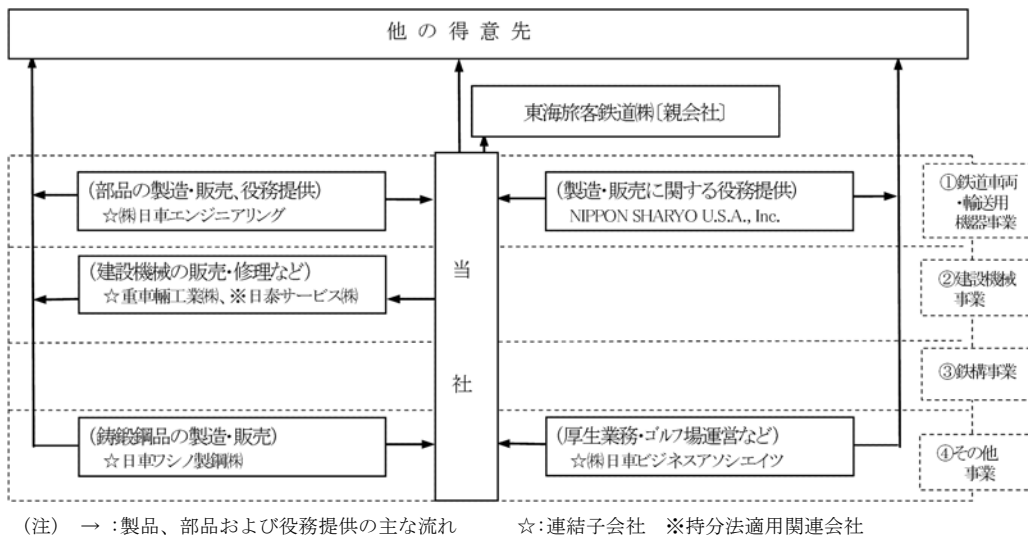 他の得意先
東海旅客鉄道㈱〔親会社〕
(部品の製造・販売、役務提供)
☆㈱日車エンジニアリング
(製造・販売に関する役務提供)
NIPPON SHARYO U.S.A., Inc.
①鉄道車両
・輸送用
機器事業
(建設機械の販売・修理など)
☆重車輛工業㈱、※日泰サービス㈱
当
社
②建設機械
事業
③鉄構事業
(鋳鍛鋼品の製造・販売)
☆日車ワシノ製鋼㈱
(厚生業務・ゴルフ場運営など)
☆㈱日車ビジネスアソシエイツ
④その他
事業
(注) → :製品、部品および役務提供の主な流れ ☆:連結子会社 ※持分法適用関連会社